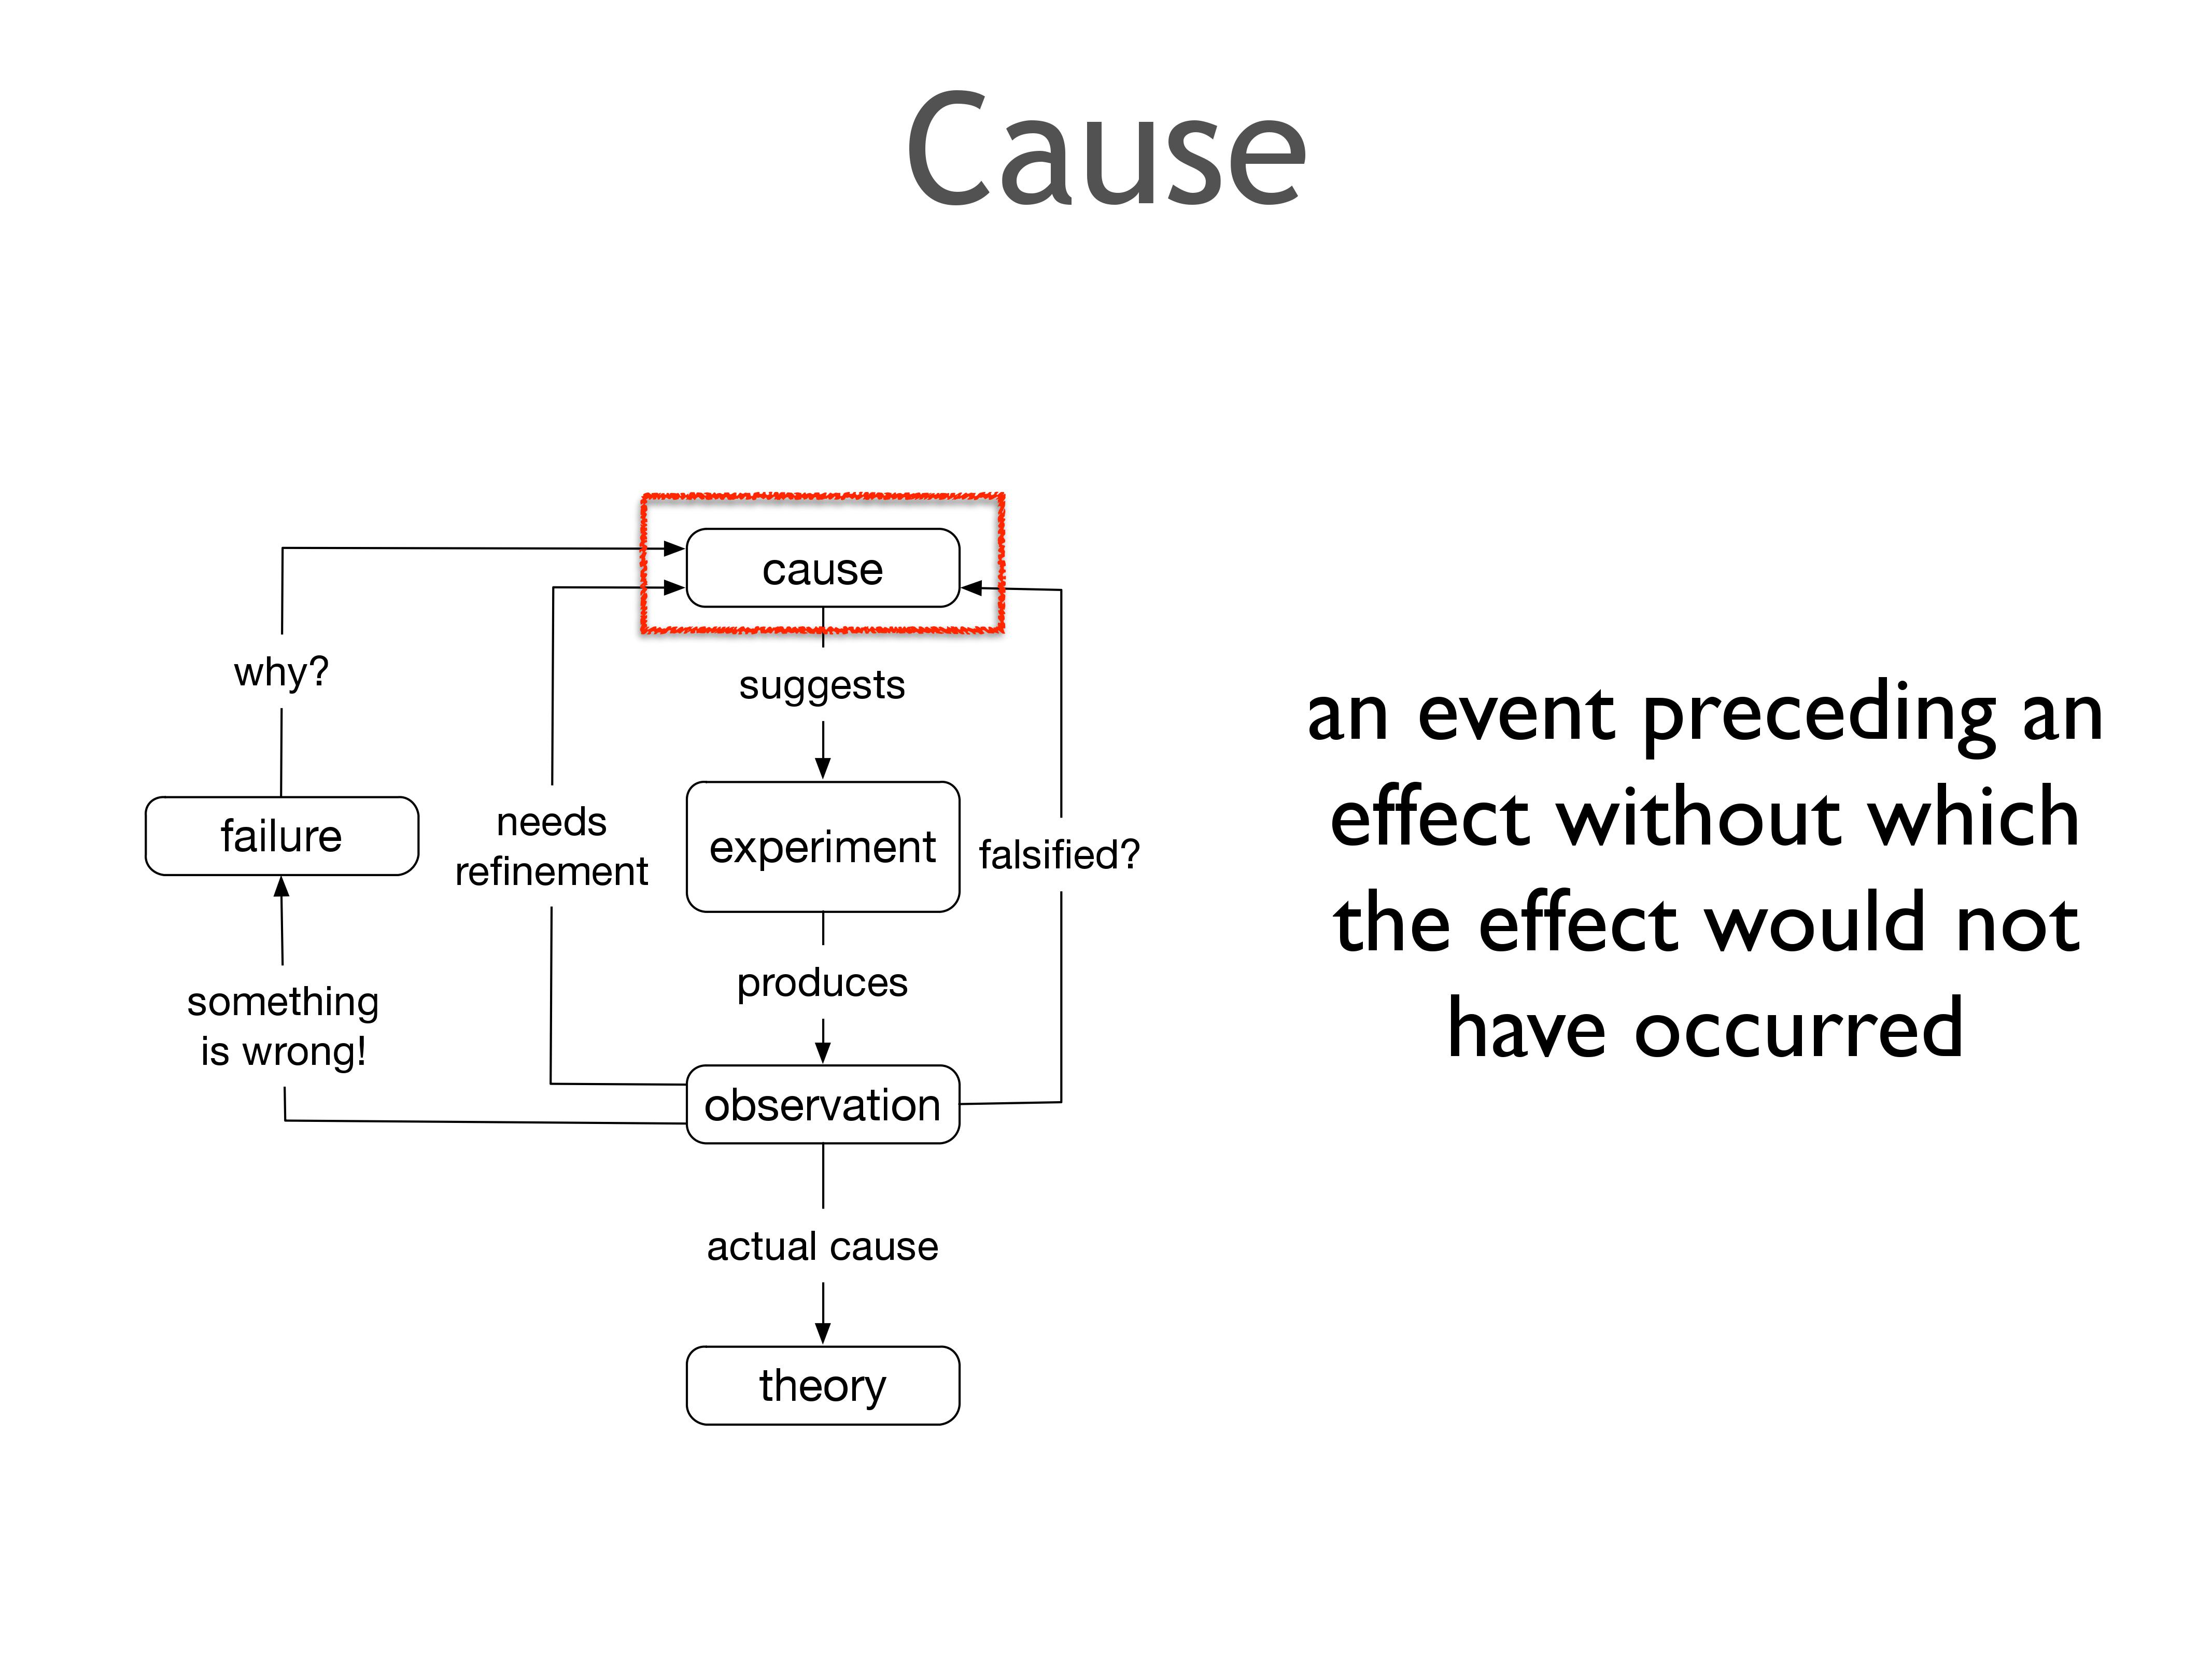 Cause
cause
why?
suggests
failure
needs
refinement
experiment
falsified?
something
is wrong!
produces
observation
actual cause
theory
an event preceding an
effect without which
the effect would not
have occurred